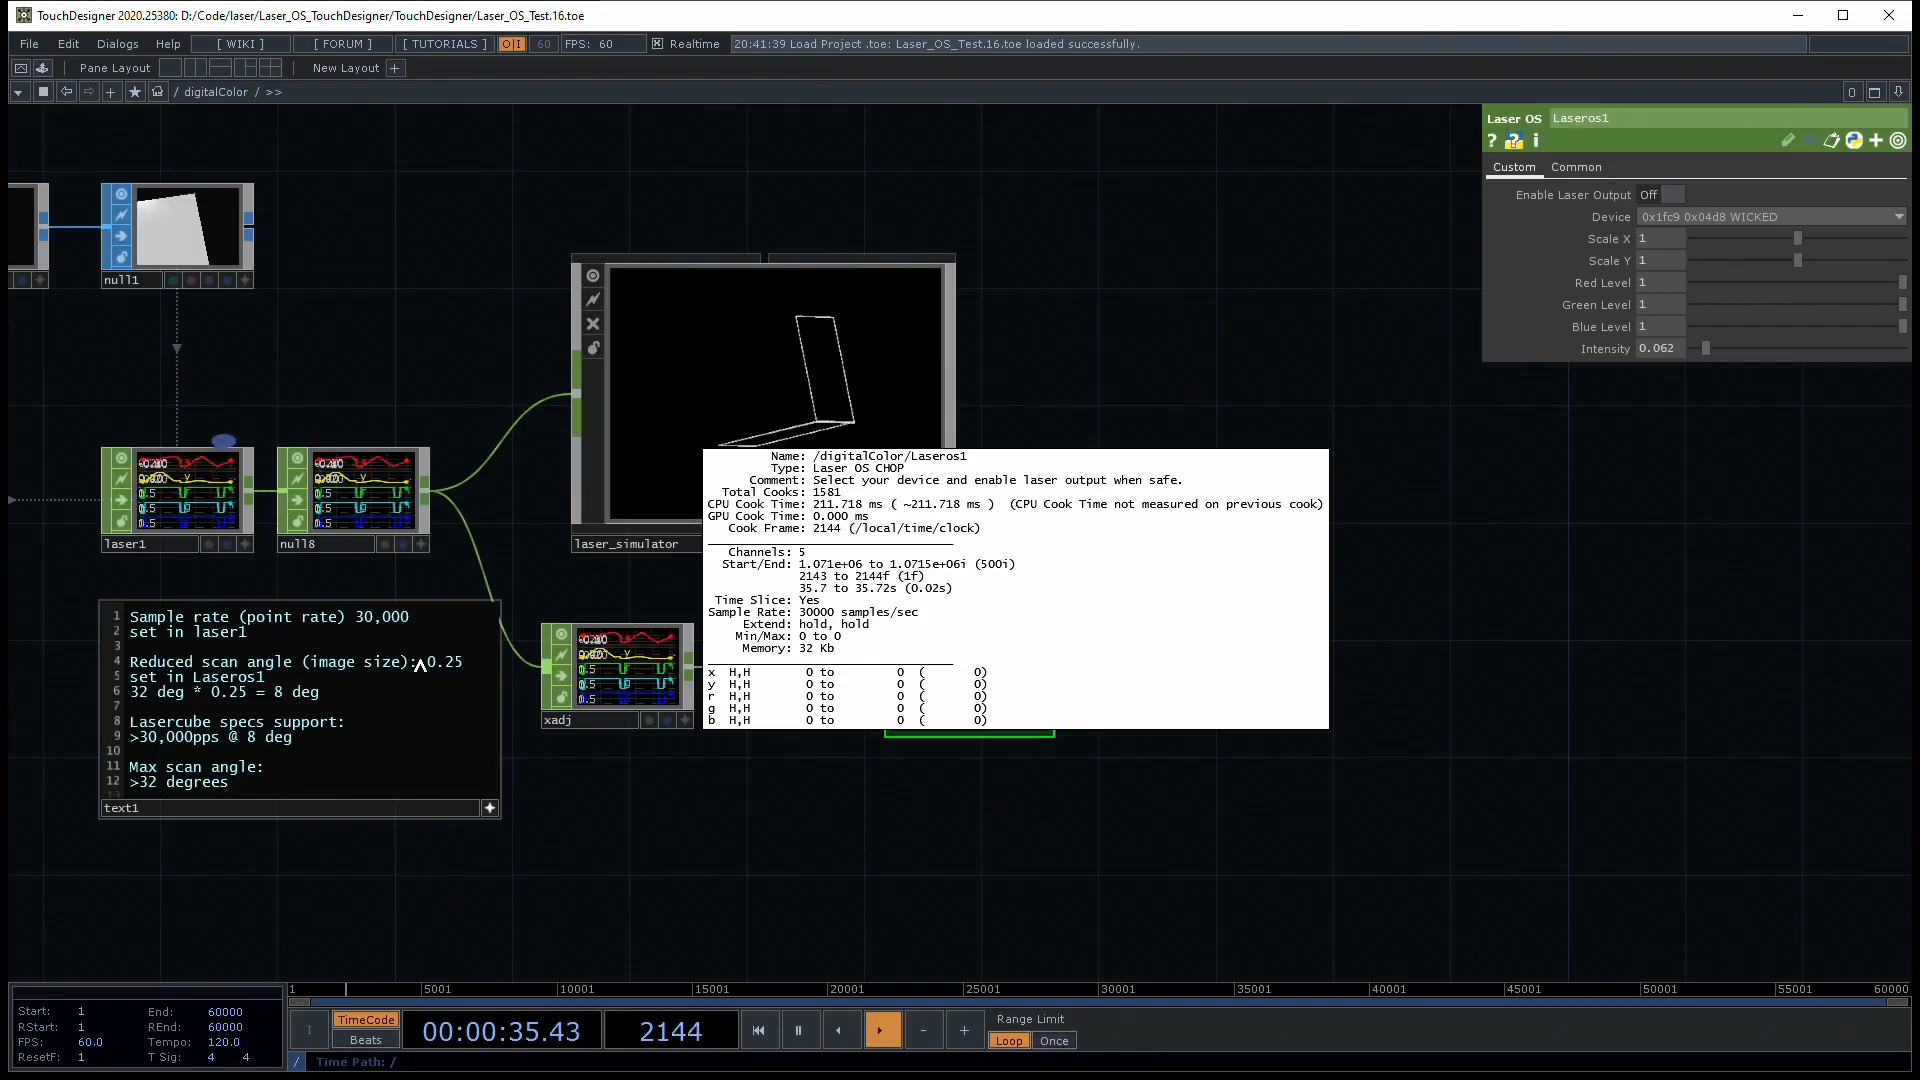 TouchDesigner 2020.25380: D:/Code/laser/Laser_OS_TouchDesigner/TouchDesigner/Laser_OS_Test.16.toe
File Edit Dialogs Help [ WIKI ] [ FORUM ] [ TUTORIALS ] O|I 60 FPS: 60 Realtime 20:41:39 Load Project .toe: Laser_OS_Test.16.toe loaded successfully.
Pane Layout New Layout +
/ digitalColor / >>
Laser OS Laseros1
Custom Common
Enable Laser Output Off
Device 0x1fc9 0x04d8 WICKED
Scale X 1
Scale Y 1
Red Level 1
Green Level 1
Blue Level 1
Intensity 0.062
null1
laser1
null8
laser_simulator
xadj
Name: /digitalColor/Laseros1
Type: Laser OS CHOP
Comment: Select your device and enable laser output when safe.
Total Cooks: 1581
CPU Cook Time: 211.718 ms ( ~211.718 ms ) (CPU Cook Time not measured on previous cook)
GPU Cook Time: 0.000 ms
Cook Frame: 2144 (/local/time/clock)
Channels: 5
Start/End: 1.071e+06 to 1.0715e+06i (500i)
2143 to 2144f (1f)
35.7 to 35.72s (0.02s)
Time Slice: Yes
Sample Rate: 30000 samples/sec
Extend: hold, hold
Min/Max: 0 to 0
Memory: 32 Kb
x H,H 0 to 0 ( 0)
y H,H 0 to 0 ( 0)
r H,H 0 to 0 ( 0)
g H,H 0 to 0 ( 0)
b H,H 0 to 0 ( 0)
1 Sample rate (point rate) 30,000
2 set in laser1
3
4 Reduced scan angle (image size): 0.25
5 set in Laseros1
6 32 deg * 0.25 = 8 deg
7
8 Lasercube specs support:
9 >30,000pps @ 8 deg
10
11 Max scan angle:
12 >32 degrees
13
text1
1 5001 10001 15001 20001 25001 30001 35001 40001 45001 50001 55001 60000
Start: 1 End: 60000
RStart: 1 REnd: 60000
FPS: 60.0 Tempo: 120.0
ResetF: 1 T Sig: 4 4
TimeCode
Beats
00:00:35.43
2144
Range Limit
Loop Once
/ Time Path: /